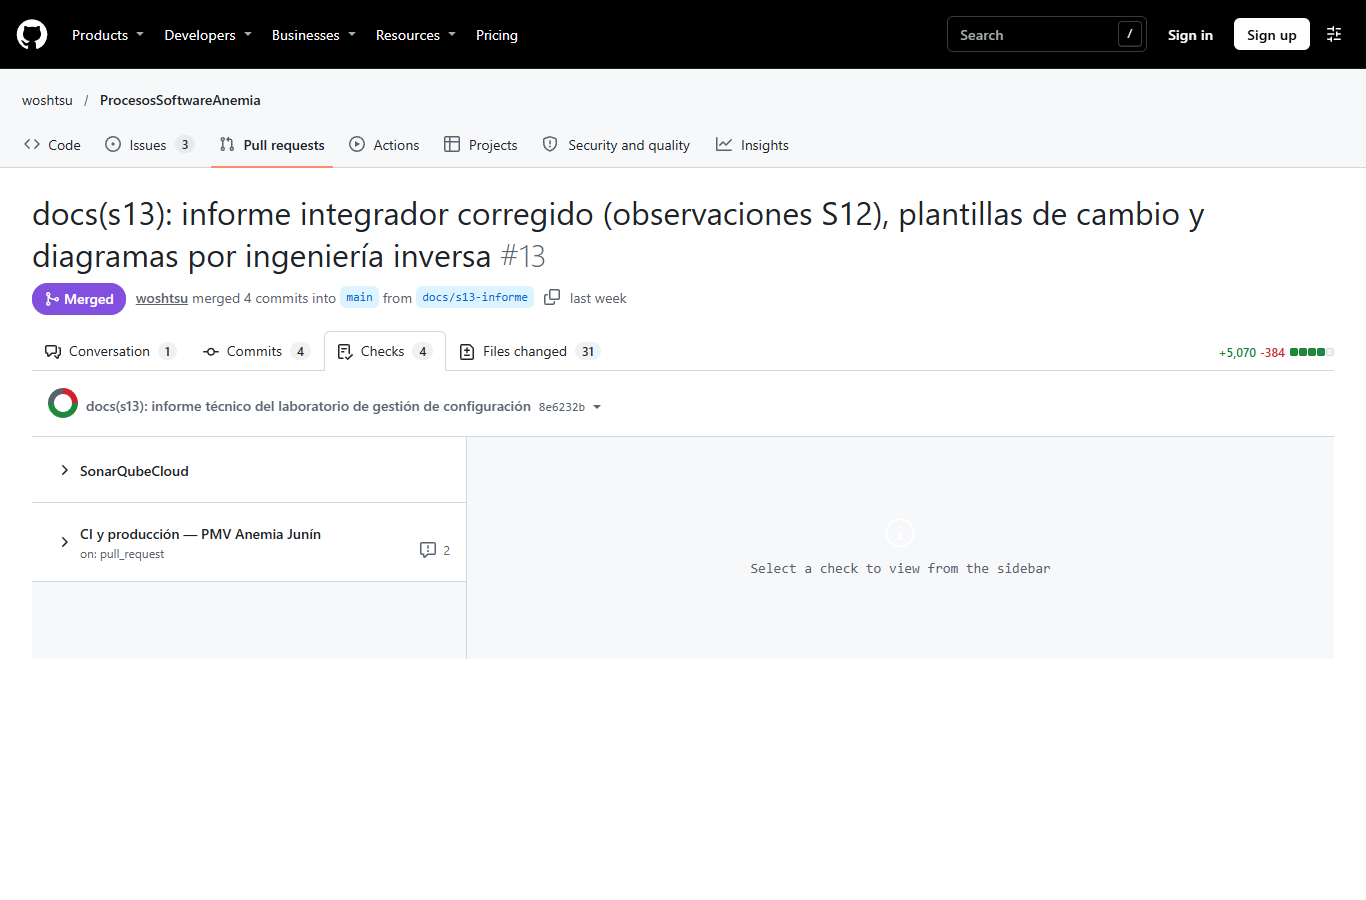 Products Developers Businesses Resources Pricing Search / Sign in Sign up
woshtsu / ProcesosSoftwareAnemia
Code Issues 3 Pull requests Actions Projects Security and quality Insights
docs(s13): informe integrador corregido (observaciones S12), plantillas de cambio y
diagramas por ingeniería inversa #13
Merged woshtsu merged 4 commits into main from docs/s13-informe last week
Conversation 1 Commits 4 Checks 4 Files changed 31 +5,070 -384
docs(s13): informe técnico del laboratorio de gestión de configuración 8e6232b
SonarQubeCloud
CI y producción — PMV Anemia Junín
on: pull_request
2
Select a check to view from the sidebar